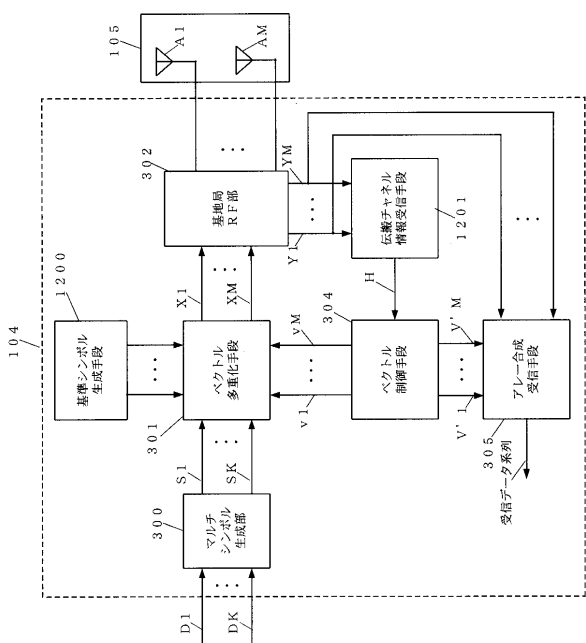 104
D1
DK
300
マルチ
シンボル
生成部
S1
SK
301
ベクトル
多重化手段
1200
基準シンボル
生成手段
X1
XM
302
基地局
RF部
105
A1
AM
v1
vM
304
ベクトル
制御手段
H
Y1
YM
伝搬チャネル
情報受信手段
1201
V'1
V'M
305
アレー合成
受信手段
受信データ系列